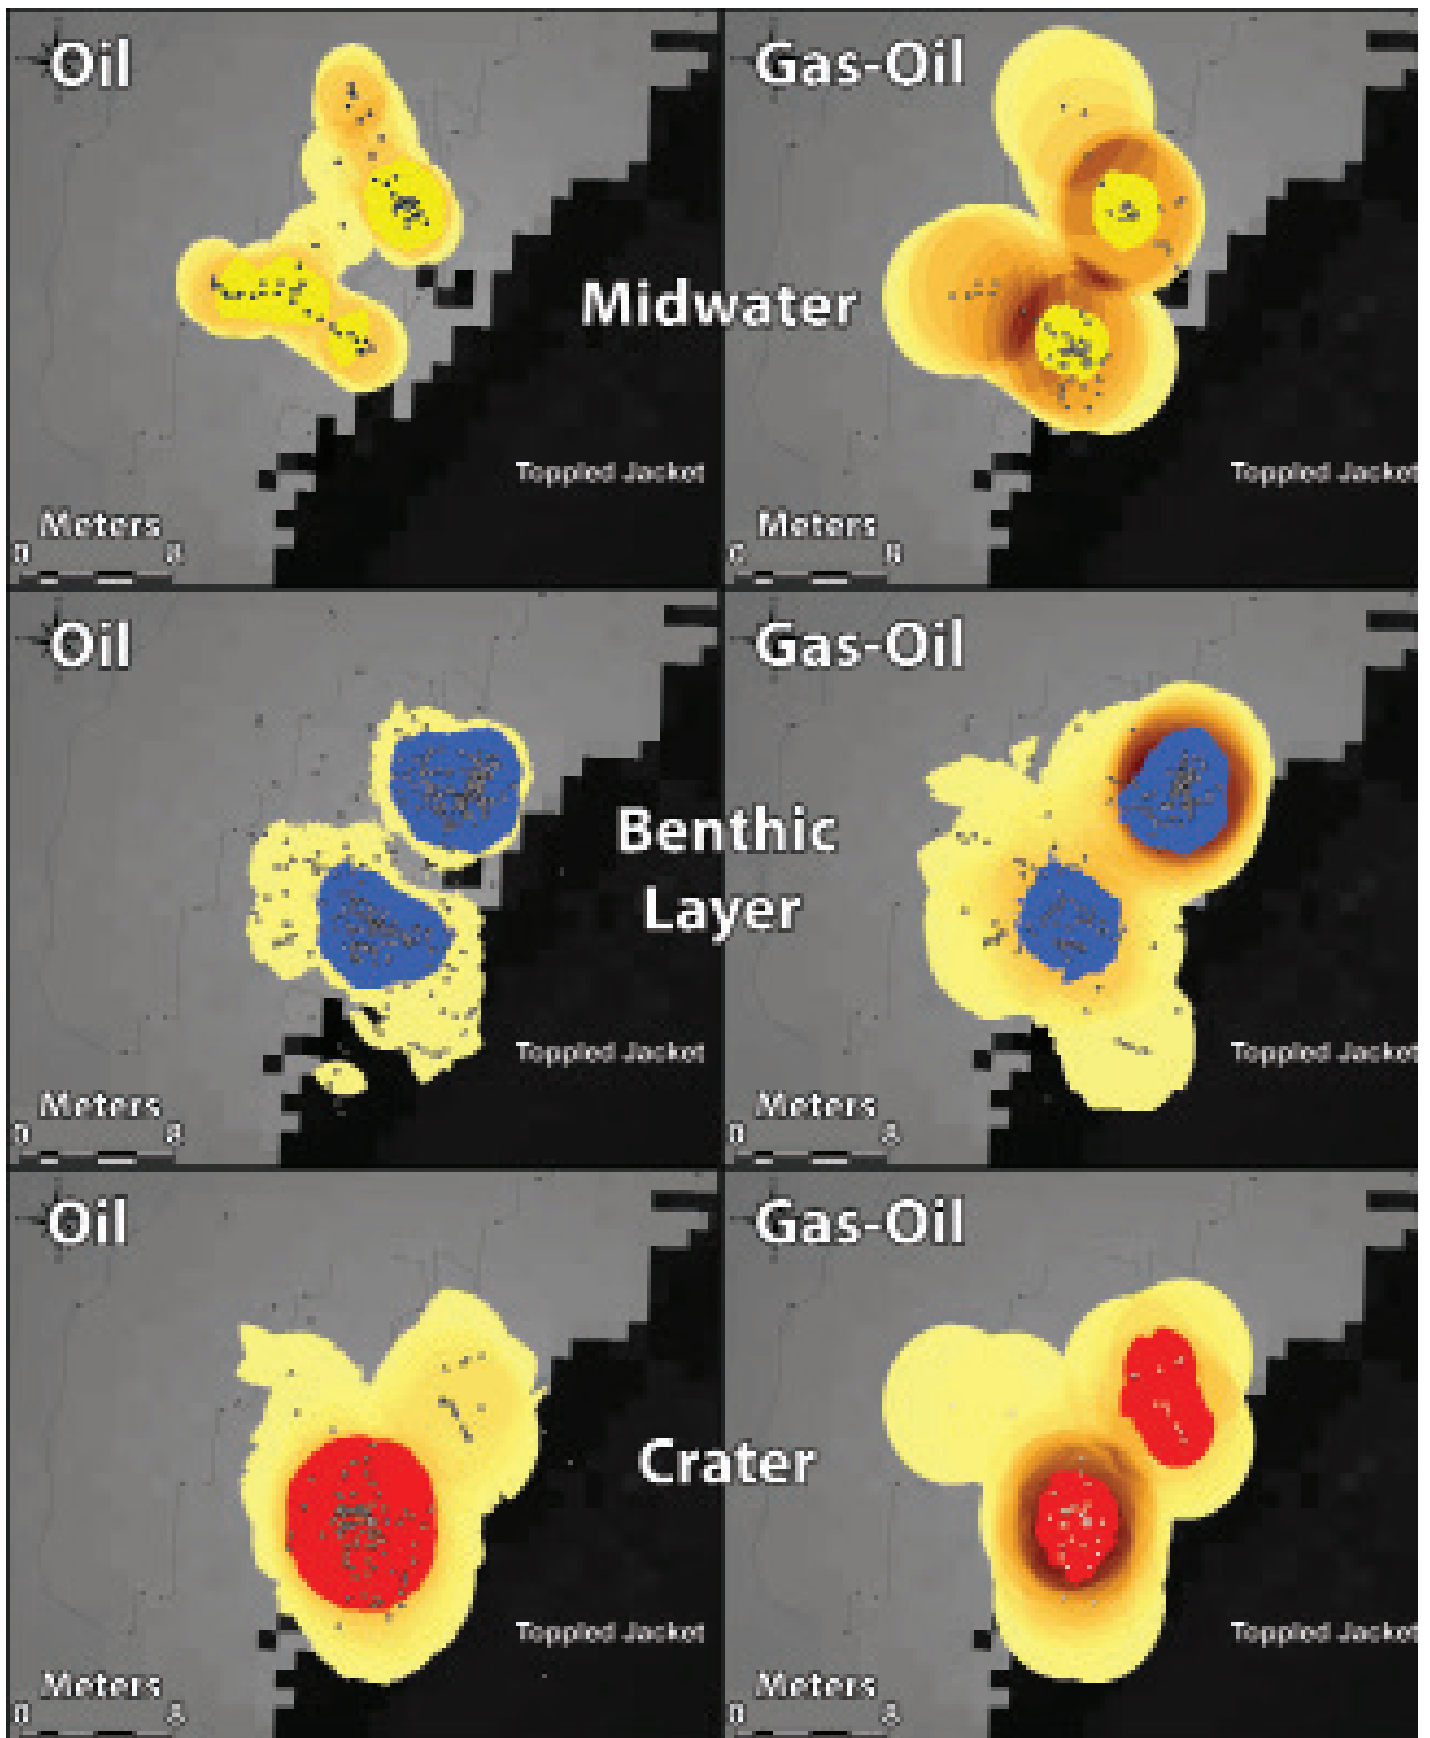 Oil
Gas-Oil
Midwater
Toppled Jacket
Toppled Jacket
Meters
0 8
Meters
0 8
Oil
Gas-Oil
Benthic
Layer
Toppled Jacket
Toppled Jacket
Meters
0 8
Meters
0 8
Oil
Gas-Oil
Crater
Toppled Jacket
Toppled Jacket
Meters
0 8
Meters
0 8